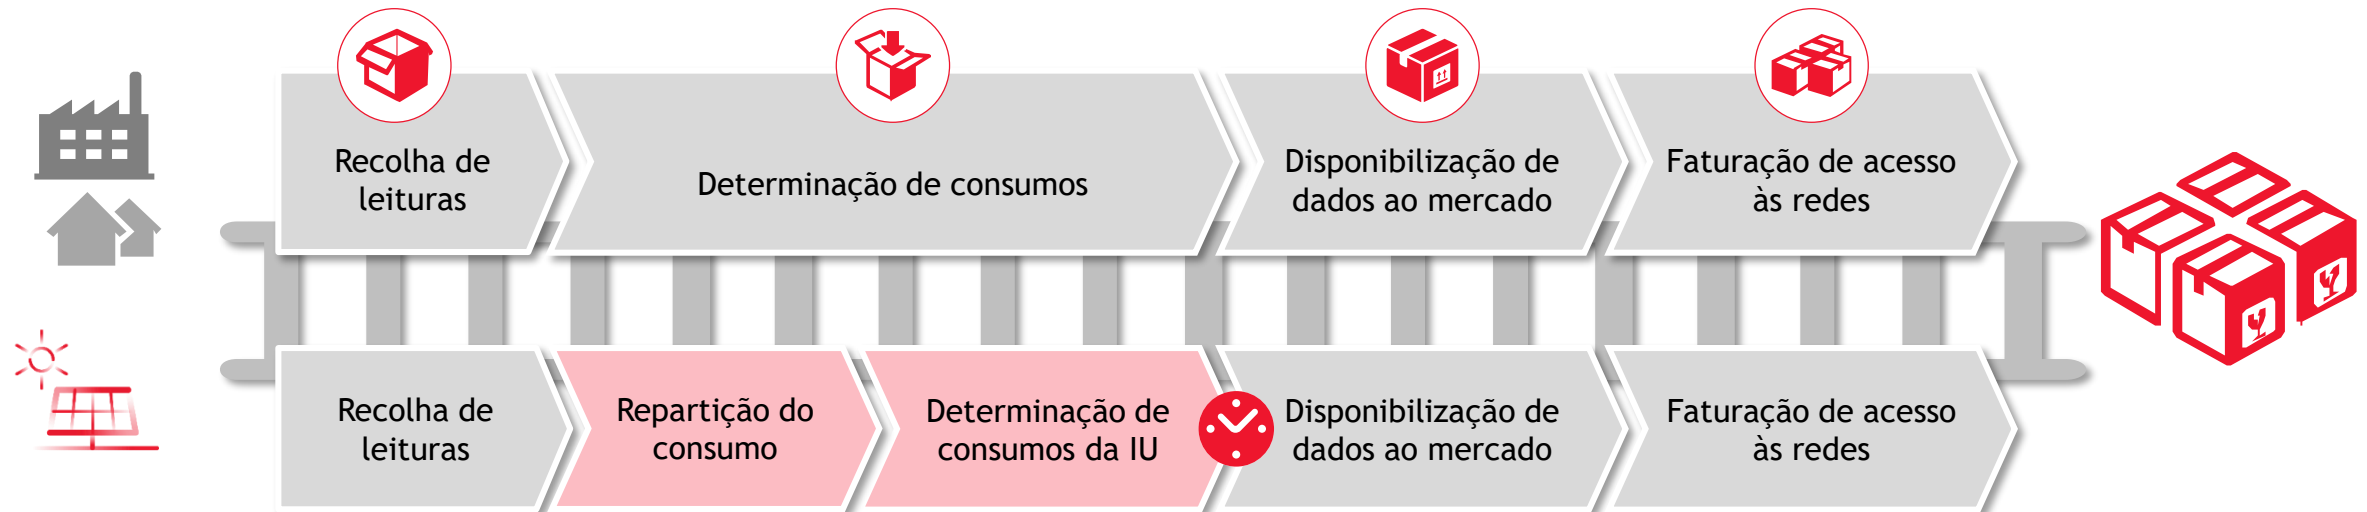 Recolha de
leituras
Determinação de consumos
Disponibilização de
dados ao mercado
Faturação de acesso
às redes
Recolha de
leituras
Repartição do
consumo
Determinação de
consumos da IU
Disponibilização de
dados ao mercado
Faturação de acesso
às redes